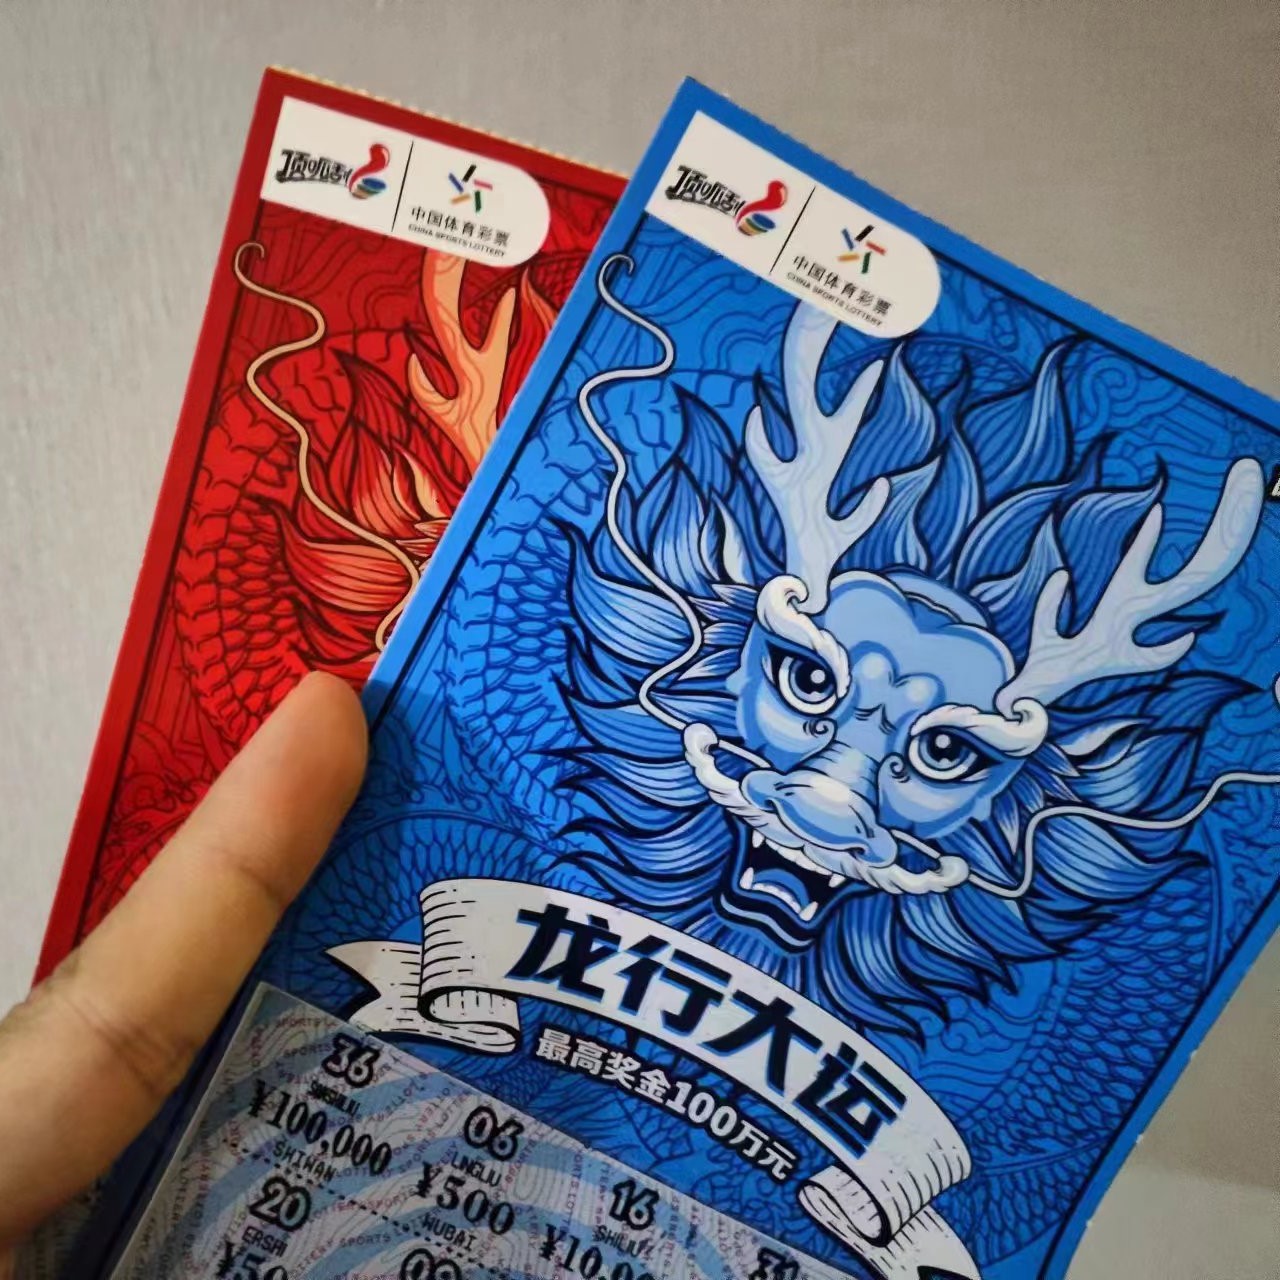 顶呱刮
中国体育彩票
CHINA SPORTS LOTTERY
顶呱刮
中国体育彩票
CHINA SPORTS LOTTERY
龙行大运
最高奖金100万元
36
SANSHILIU
¥100,000
SHIWAN
06
LINGLIU
¥500
WUBAI
16
SHILIU
20
ERSHI